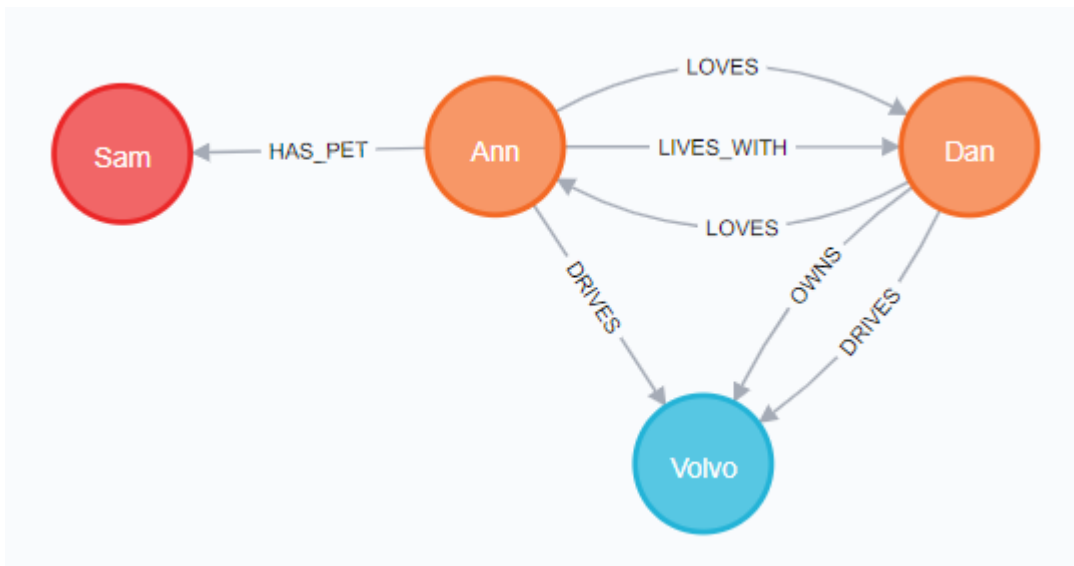 LOVES
Sam
HAS_PET
Ann
LIVES_WITH
Dan
LOVES
DRIVES
OWNS
DRIVES
Volvo